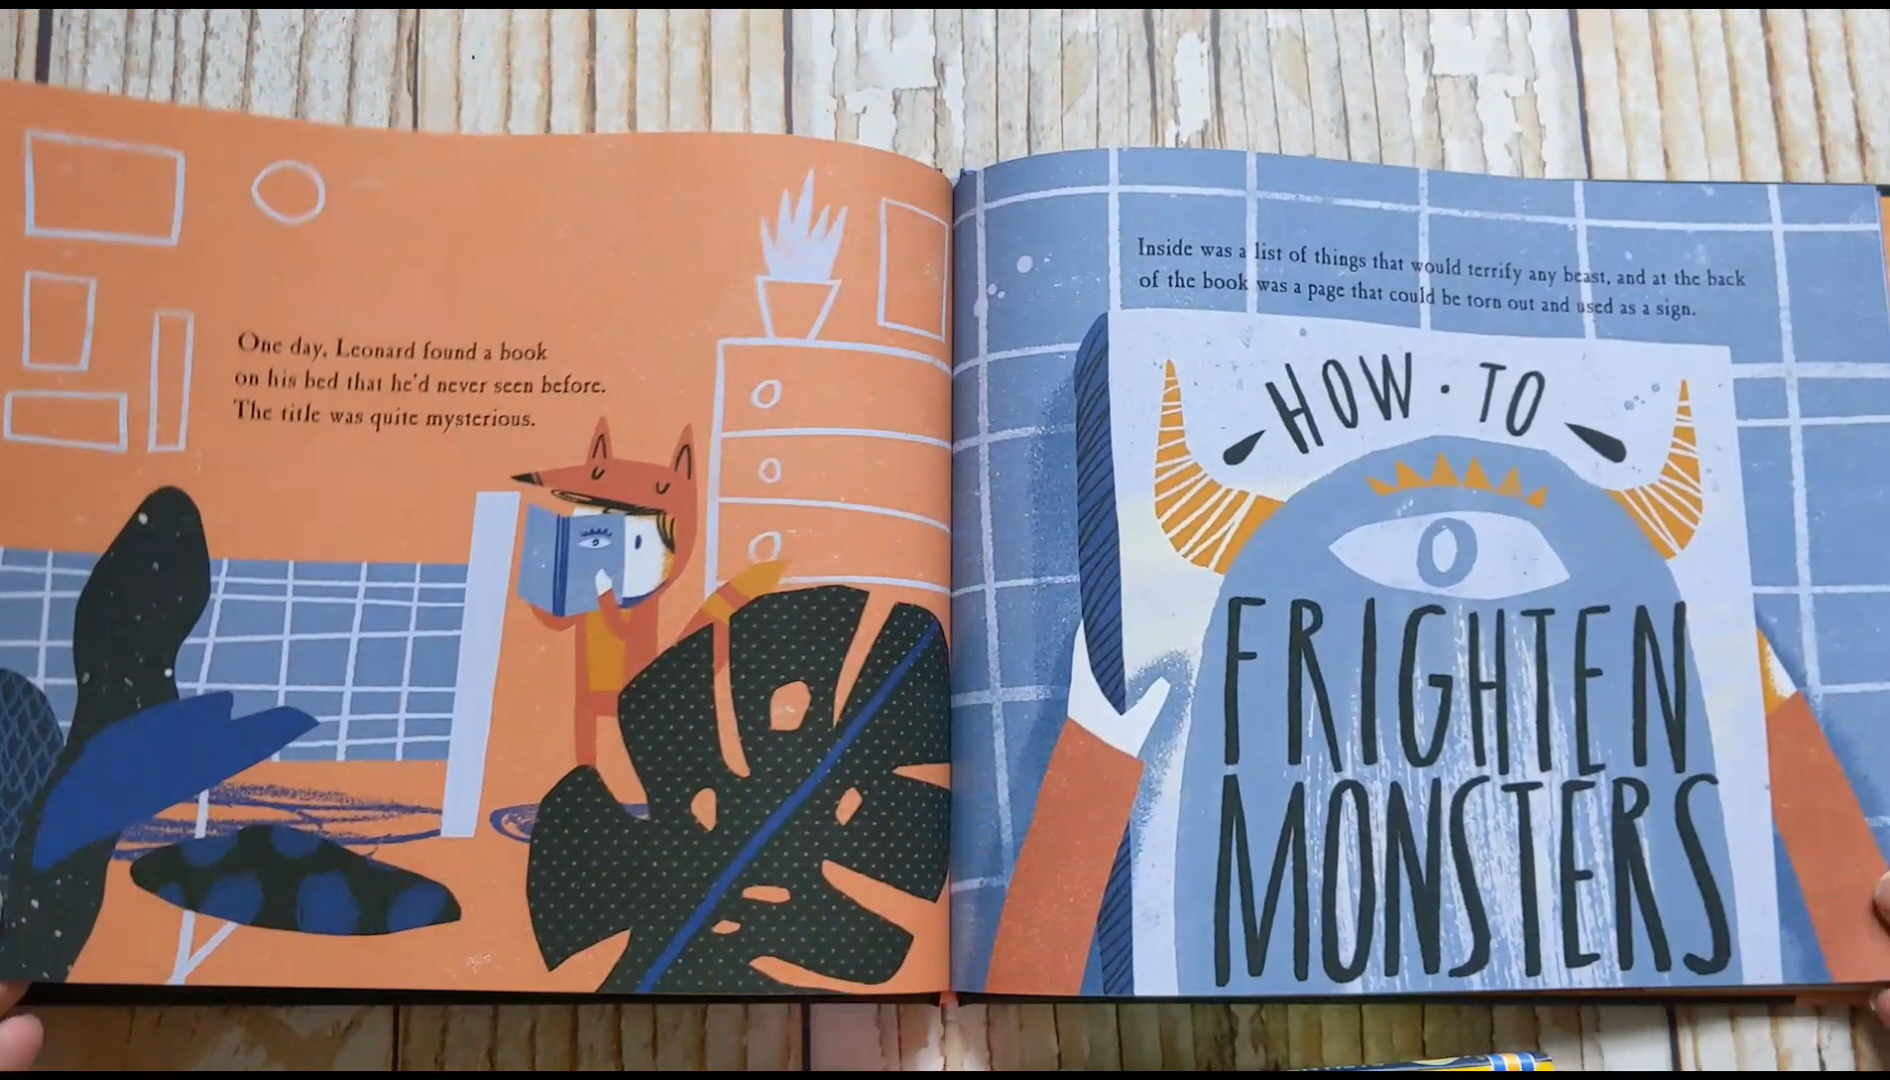 One day, Leonard found a book
on his bed that he'd never seen before.
The title was quite mysterious.
Inside was a list of things that would terrify any beast, and at the back
of the book was a page that could be torn out and used as a sign.
HOW · TO
FRIGHTEN
MONSTERS